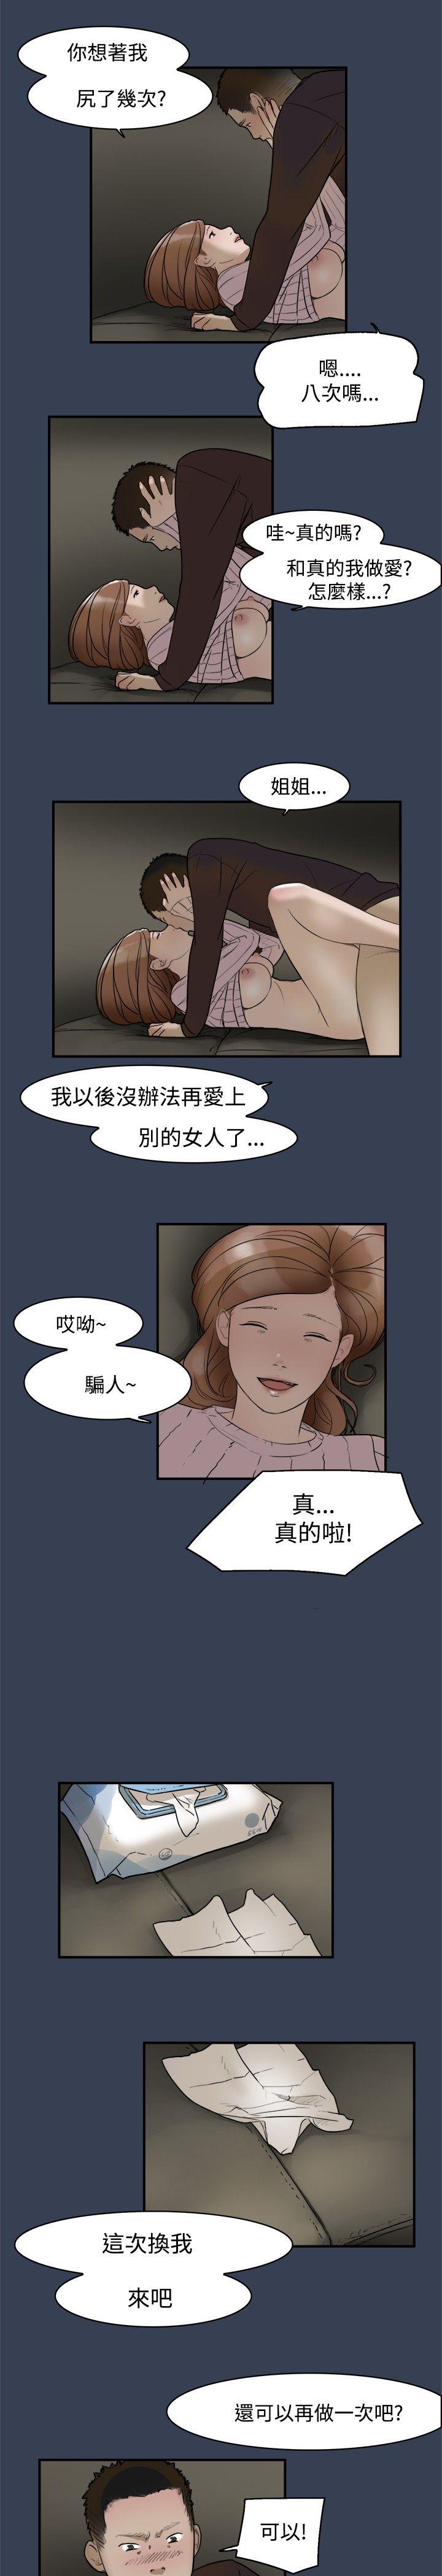 你想著我
尻了幾次?
嗯....
八次嗎...
哇~真的嗎?
和真的我做愛?
怎麼樣...?
姐姐...
我以後沒辦法再愛上
別的女人了...
哎呦~
騙人~
真...
真的啦!
這次換我
來吧
還可以再做一次吧?
可以!